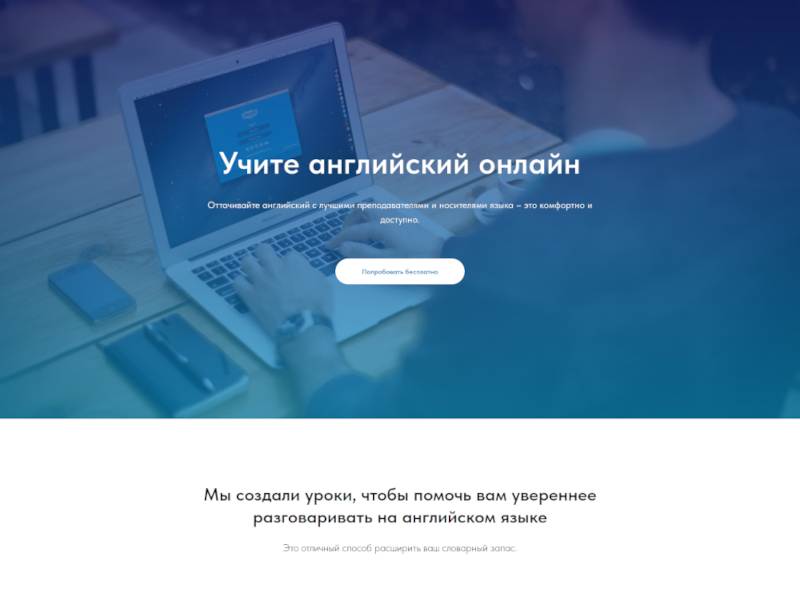 Учите английский онлайн
Оттачивайте английский с лучшими преподавателями и носителями языка – это комфортно и
доступно.
Попробовать бесплатно
Мы создали уроки, чтобы помочь вам увереннее
разговаривать на английском языке
Это отличный способ расширить ваш словарный запас.